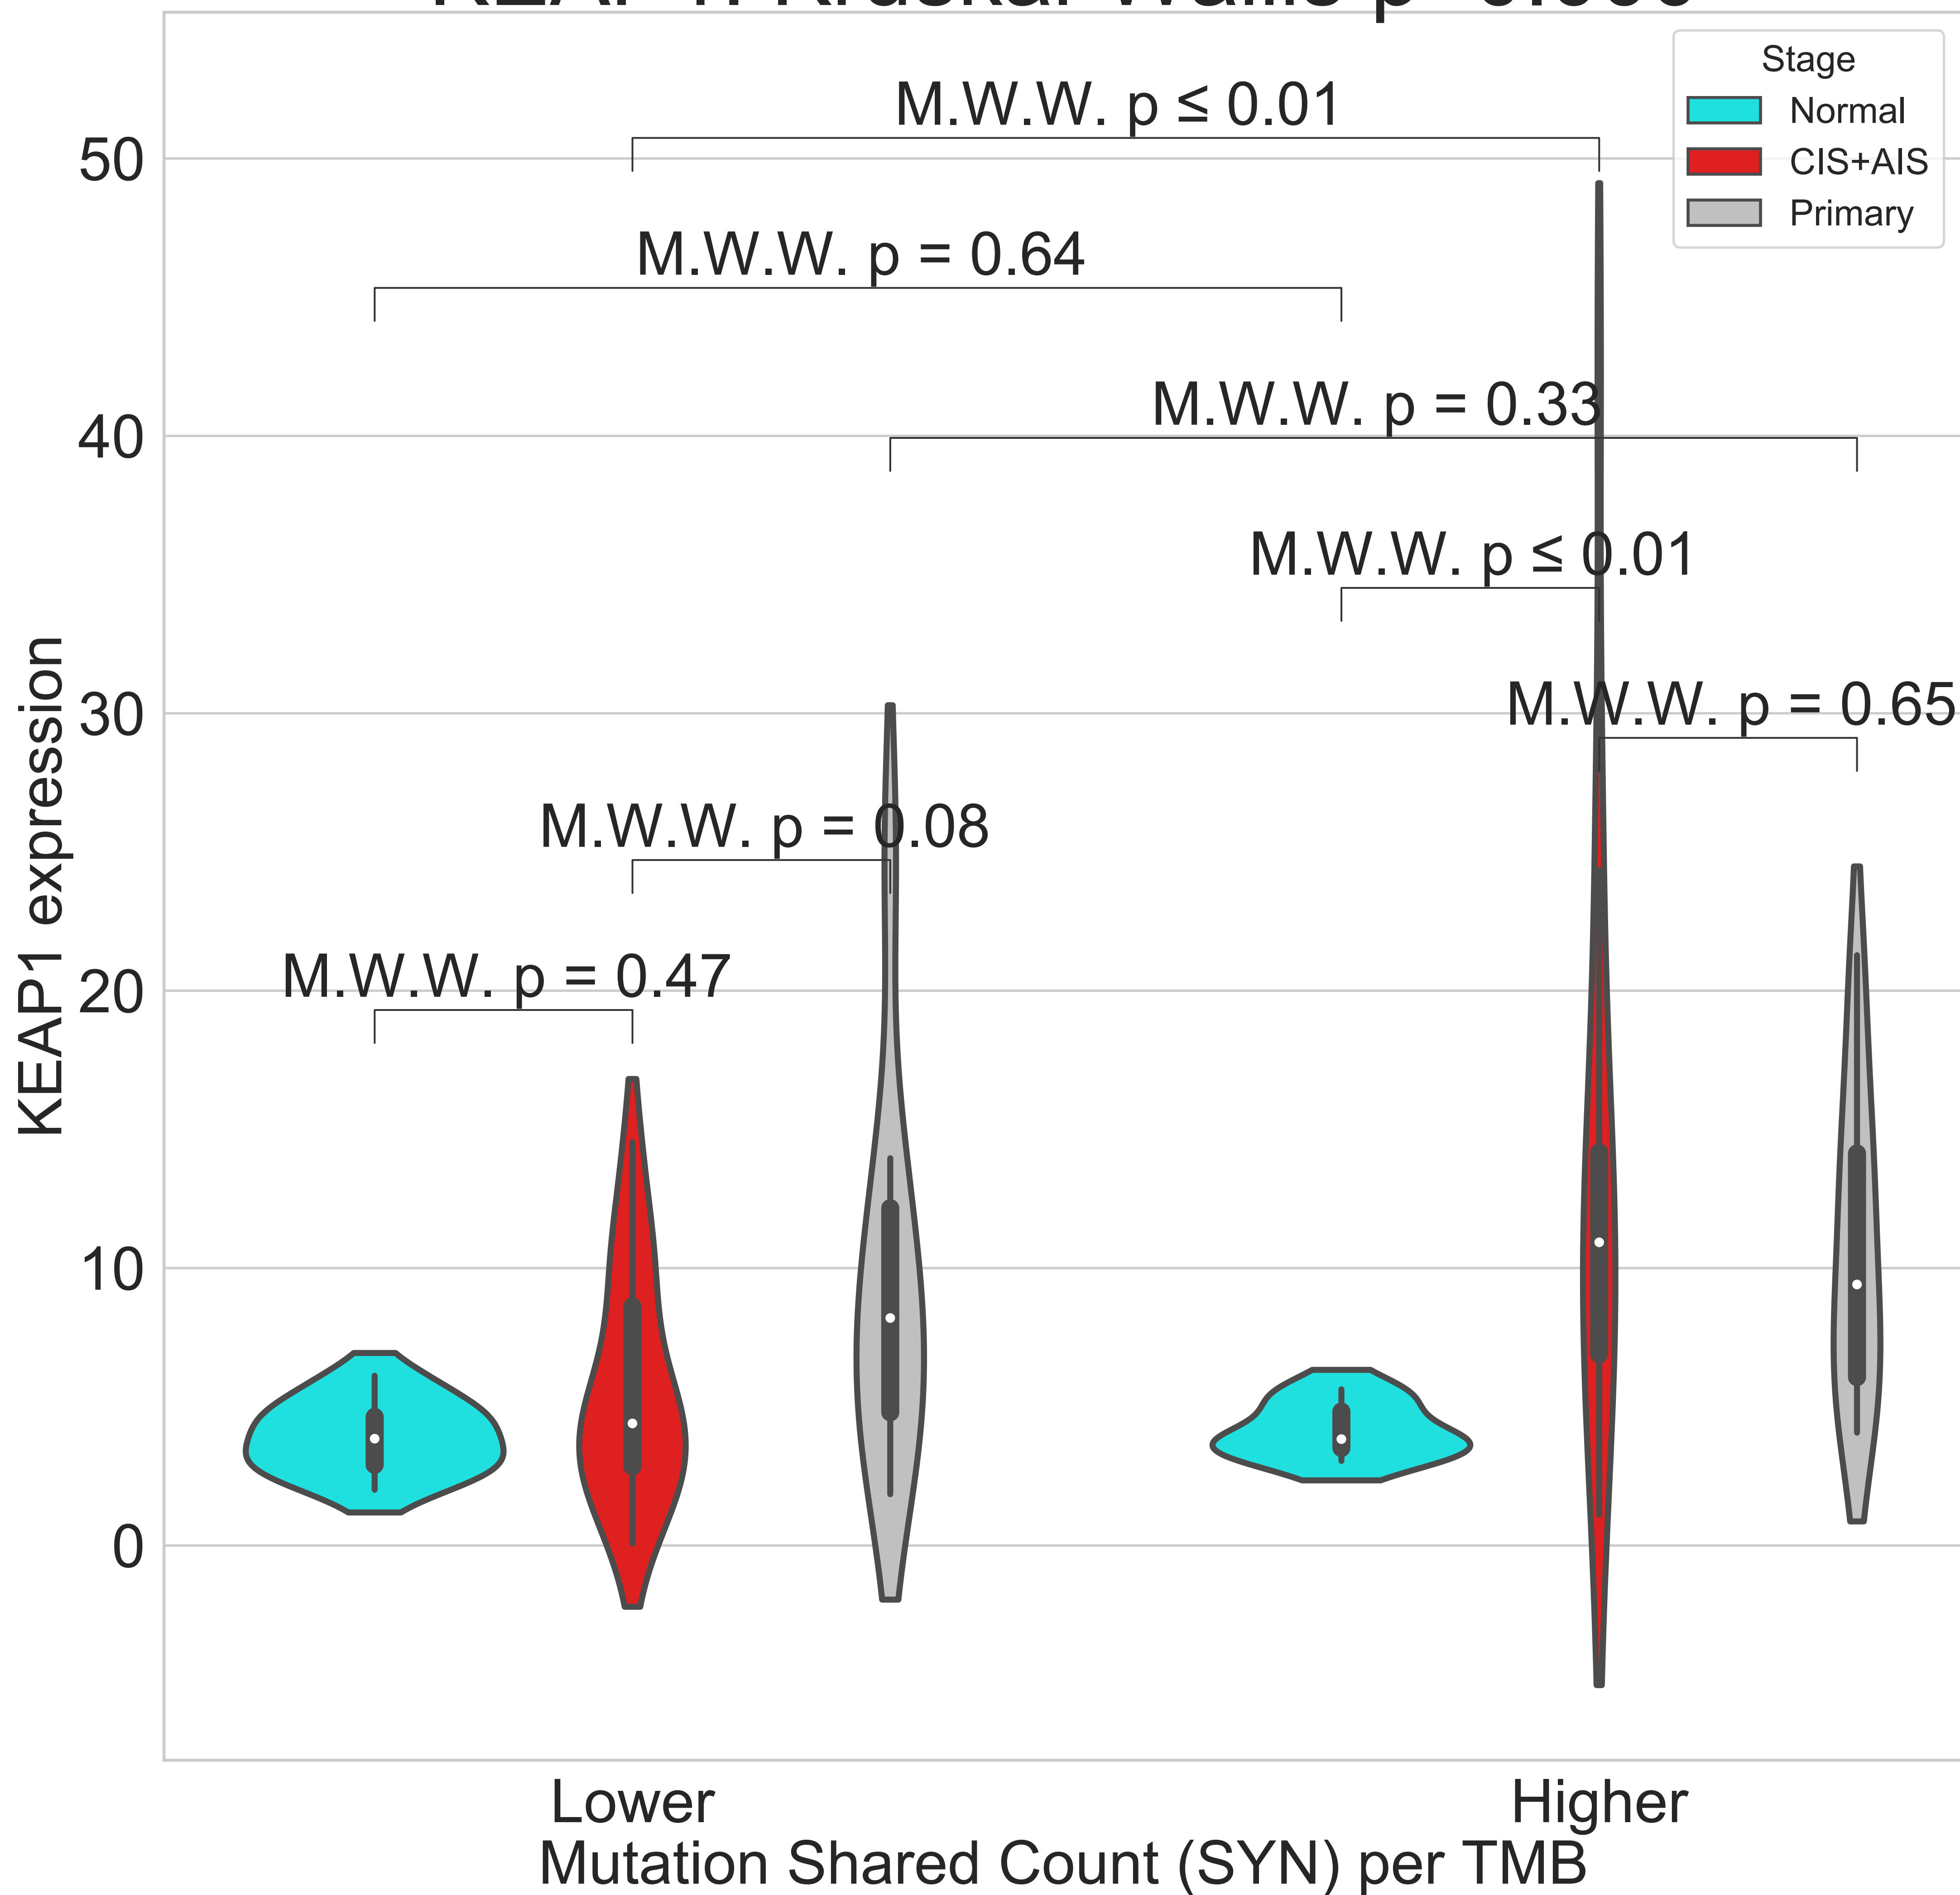 Stage
Normal
CIS+AIS
Primary
M.W.W. p ≤ 0.01
M.W.W. p = 0.64
M.W.W. p = 0.33
M.W.W. p ≤ 0.01
M.W.W. p = 0.65
M.W.W. p = 0.08
M.W.W. p = 0.47
50
40
30
20
10
0
KEAP1 expression
Lower
Higher
Mutation Shared Count (SYN) per TMB